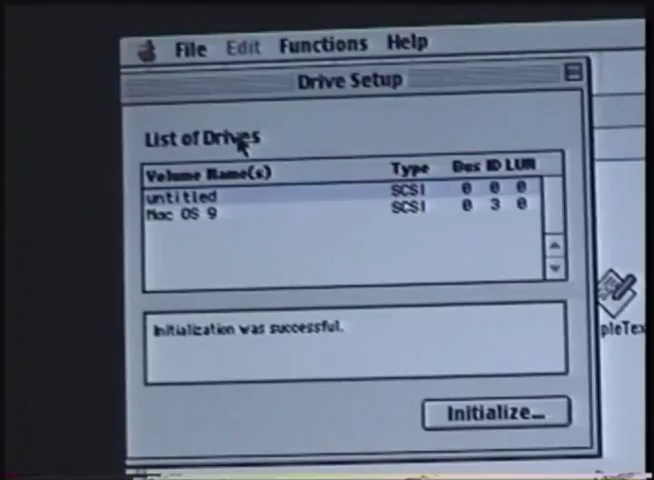 File Edit Functions Help
Drive Setup
List of Drives
Volume Name(s) Type Bus ID LUN
untitled SCSI 0 0 0
Mac OS 9 SCSI 0 3 0
Initialization was successful.
pleTex
Initialize...